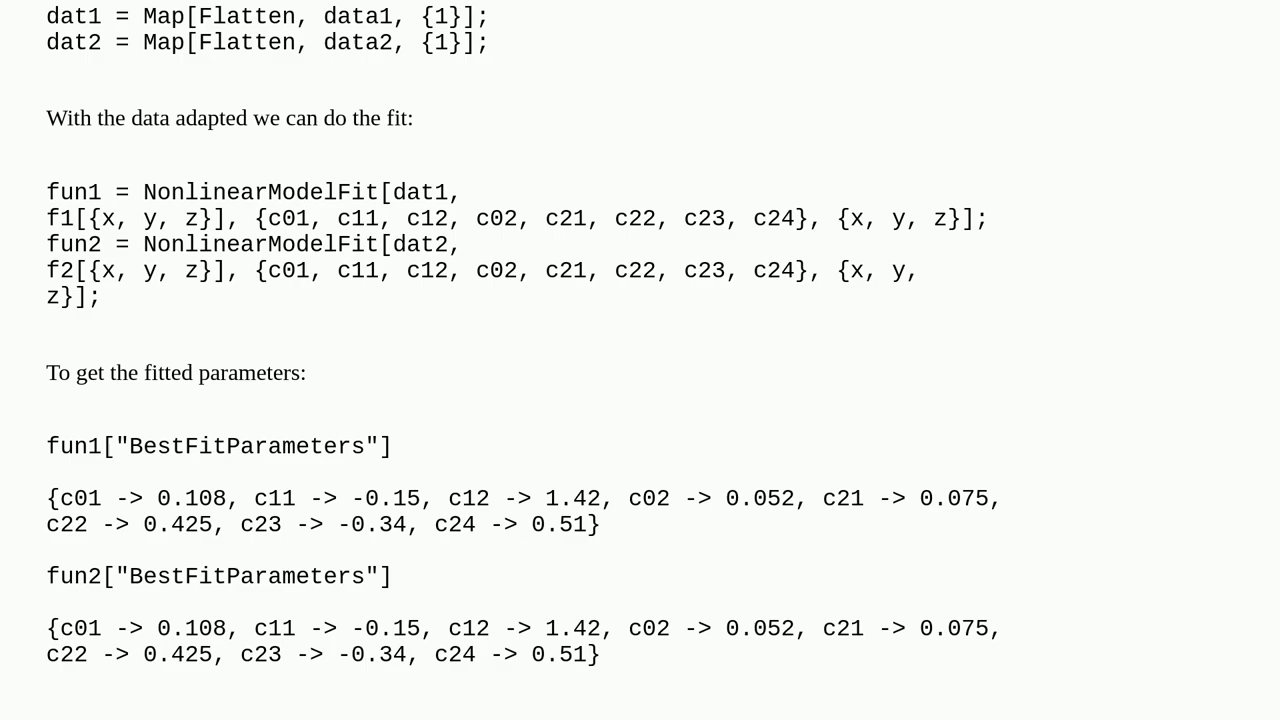 dat1 = Map[Flatten, data1, {1}];
dat2 = Map[Flatten, data2, {1}];
With the data adapted we can do the fit:
fun1 = NonlinearModelFit[dat1,
f1[{x, y, z}], {c01, c11, c12, c02, c21, c22, c23, c24}, {x, y, z}];
fun2 = NonlinearModelFit[dat2,
f2[{x, y, z}], {c01, c11, c12, c02, c21, c22, c23, c24}, {x, y,
z}];
To get the fitted parameters:
fun1["BestFitParameters"]
{c01 -> 0.108, c11 -> -0.15, c12 -> 1.42, c02 -> 0.052, c21 -> 0.075,
c22 -> 0.425, c23 -> -0.34, c24 -> 0.51}
fun2["BestFitParameters"]
{c01 -> 0.108, c11 -> -0.15, c12 -> 1.42, c02 -> 0.052, c21 -> 0.075,
c22 -> 0.425, c23 -> -0.34, c24 -> 0.51}